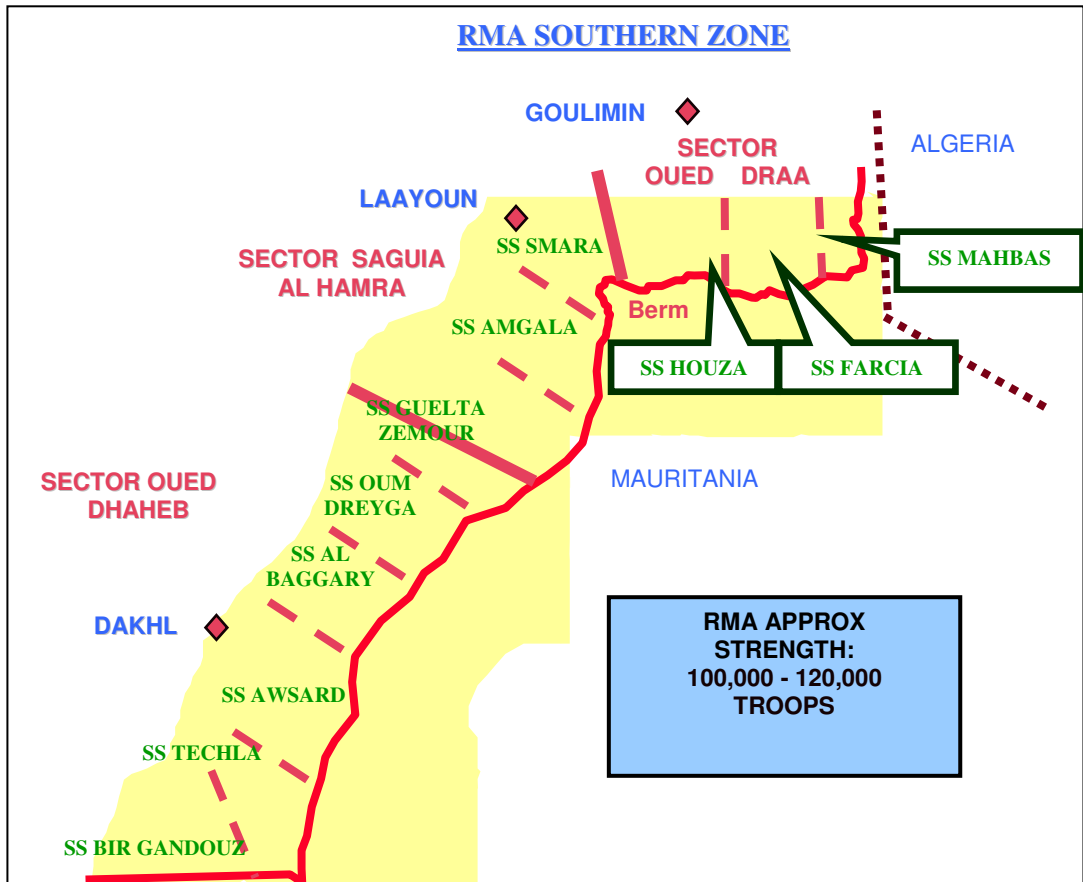 RMA SOUTHERN ZONE
GOULIMIN
ALGERIA
SECTOR
OUED DRAA
LAAYOUN
SS SMARA
SS MAHBAS
SECTOR SAGUIA
AL HAMRA
Berm
SS AMGALA
SS HOUZA
SS FARCIA
SS GUELTA
ZEMOUR
MAURITANIA
SECTOR OUED
DHAHEB
SS OUM
DREYGA
SS AL
BAGGARY
DAKHL
RMA APPROX
STRENGTH:
100,000 - 120,000
TROOPS
SS AWSARD
SS TECHLA
SS BIR GANDOUZ